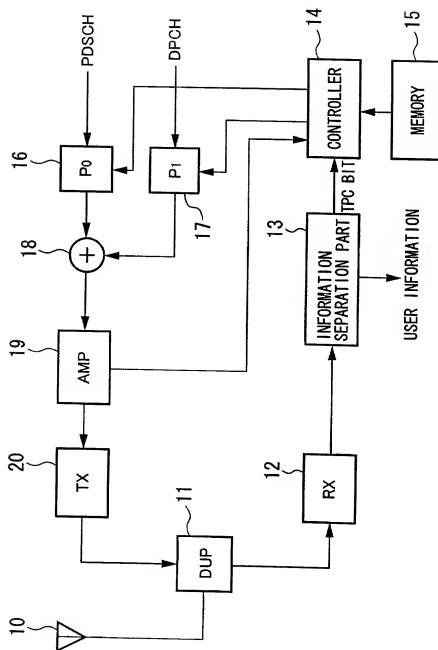 10
DUP
11
TX
20
AMP
19
18
+
P0
16
PDSCH
P1
17
DPCH
RX
12
INFORMATION
SEPARATION PART
13
TPC BIT
USER INFORMATION
CONTROLLER
14
MEMORY
15